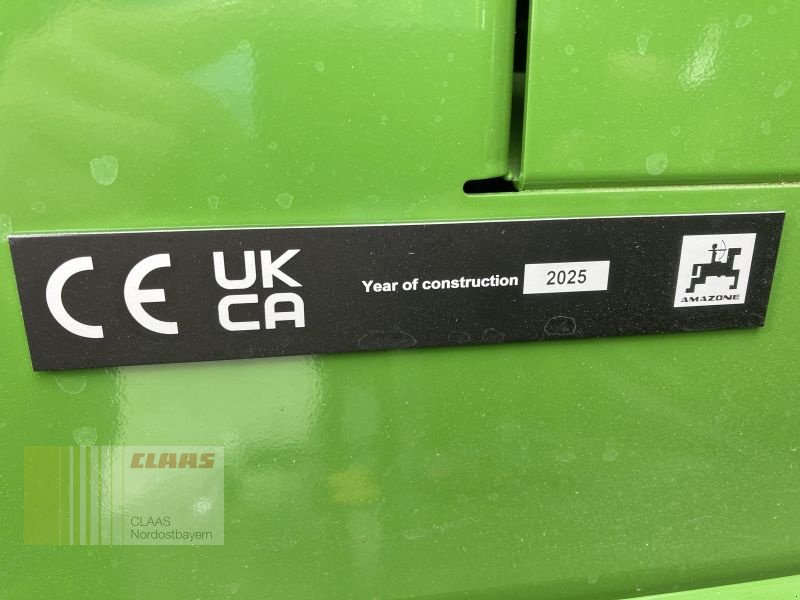 CE
UK
CA
Year of construction 2025
AMAZONE
CLAAS
CLAAS
Nordostbayern